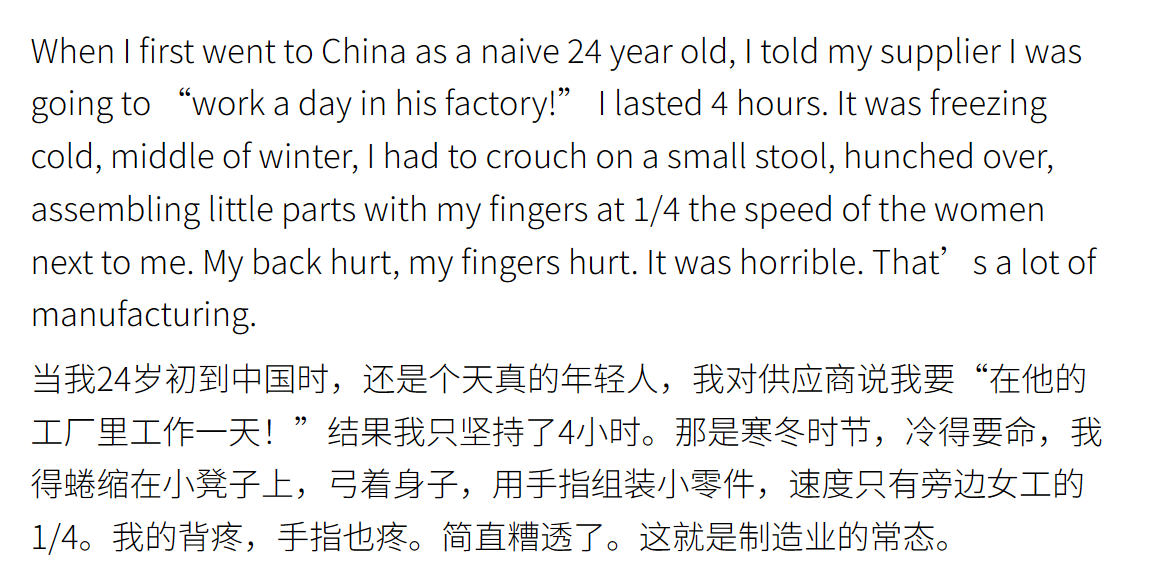 When I first went to China as a naive 24 year old, I told my supplier I was
going to “work a day in his factory!” I lasted 4 hours. It was freezing
cold, middle of winter, I had to crouch on a small stool, hunched over,
assembling little parts with my fingers at 1/4 the speed of the women
next to me. My back hurt, my fingers hurt. It was horrible. That’s a lot of
manufacturing.
当我24岁初到中国时，还是个天真的年轻人，我对供应商说我要“在他的
工厂里工作一天！”结果我只坚持了4小时。那是寒冬时节，冷得要命，我
得蜷缩在小凳子上，弓着身子，用手指组装小零件，速度只有旁边女工的
1/4。我的背疼，手指也疼。简直糟透了。这就是制造业的常态。